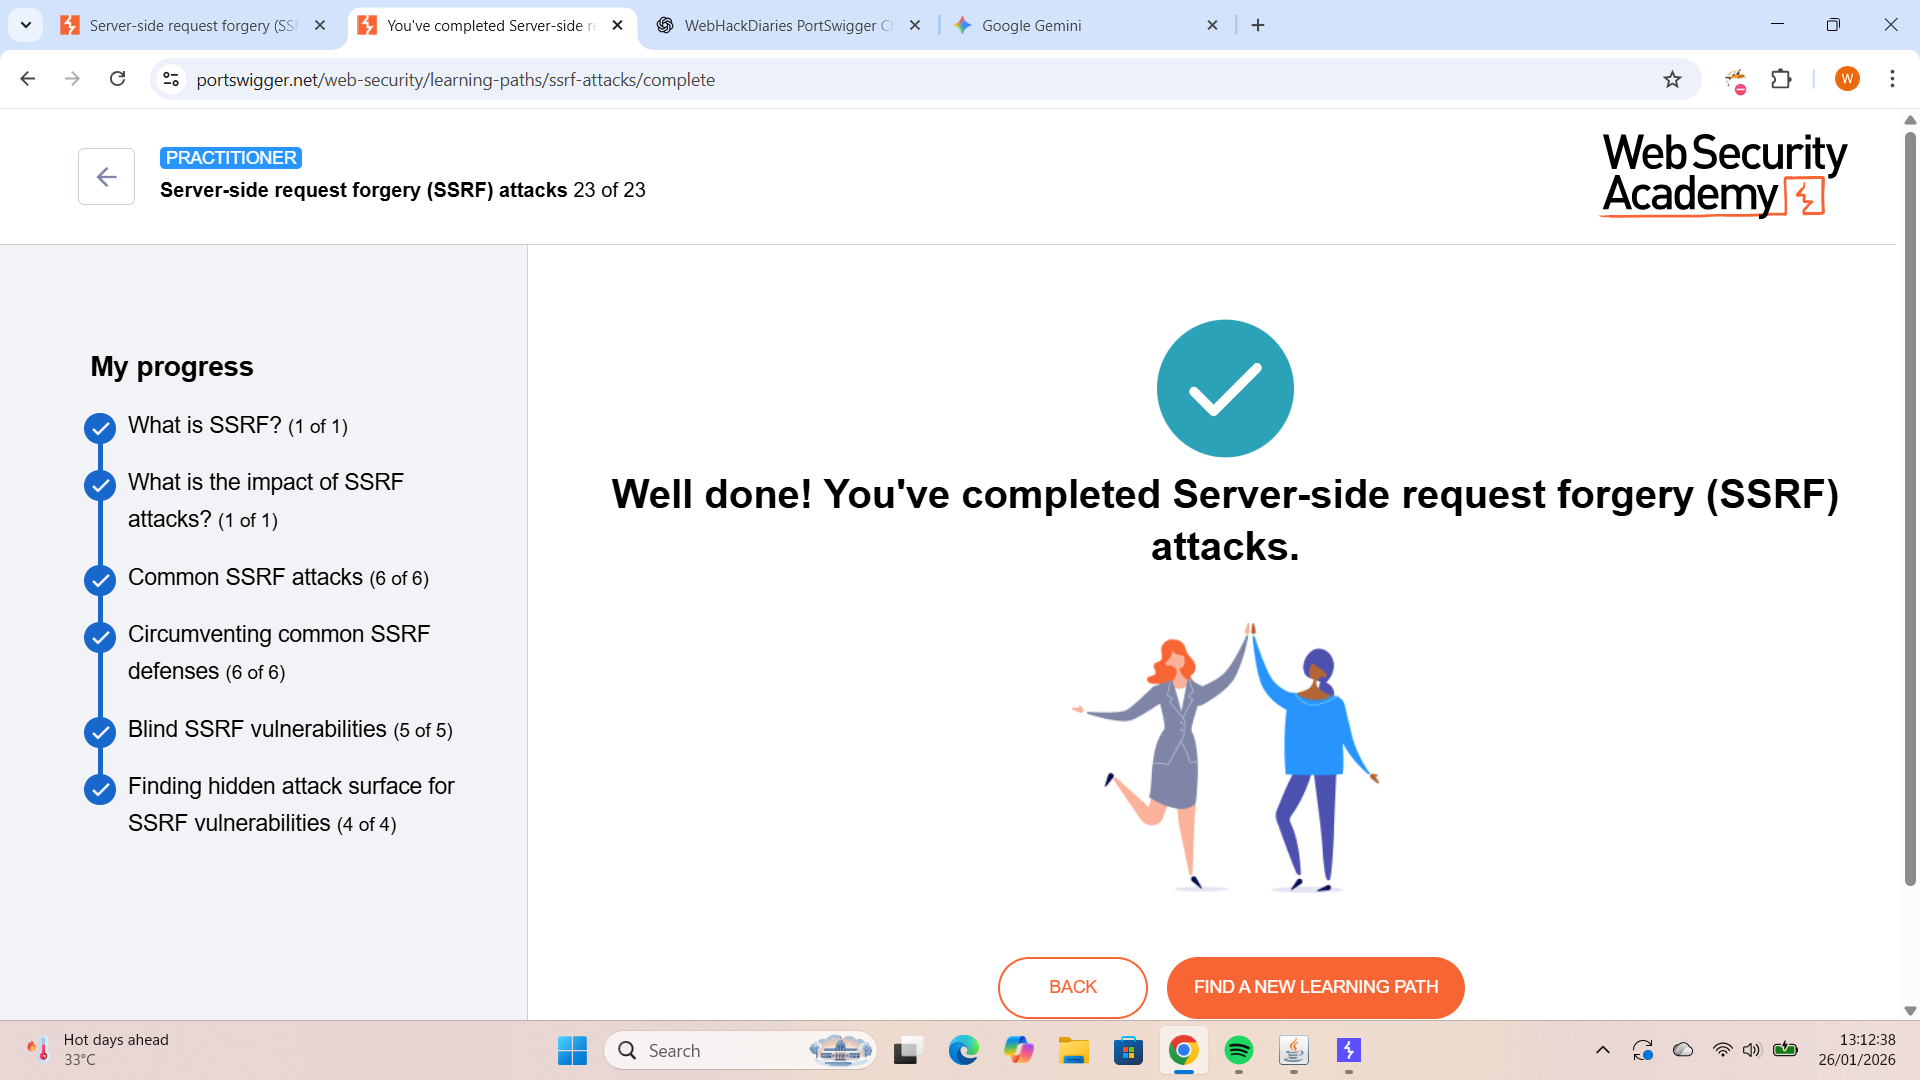 Server-side request forgery (SSR
You've completed Server-side r
WebHackDiaries PortSwigger C
Google Gemini
portswigger.net/web-security/learning-paths/ssrf-attacks/complete
W
PRACTITIONER
Server-side request forgery (SSRF) attacks 23 of 23
Web Security
Academy
My progress
What is SSRF? (1 of 1)
What is the impact of SSRF
attacks? (1 of 1)
Common SSRF attacks (6 of 6)
Circumventing common SSRF
defenses (6 of 6)
Blind SSRF vulnerabilities (5 of 5)
Finding hidden attack surface for
SSRF vulnerabilities (4 of 4)
Well done! You've completed Server-side request forgery (SSRF)
attacks.
BACK
FIND A NEW LEARNING PATH
Hot days ahead
33°C
Search
13:12:38
26/01/2026